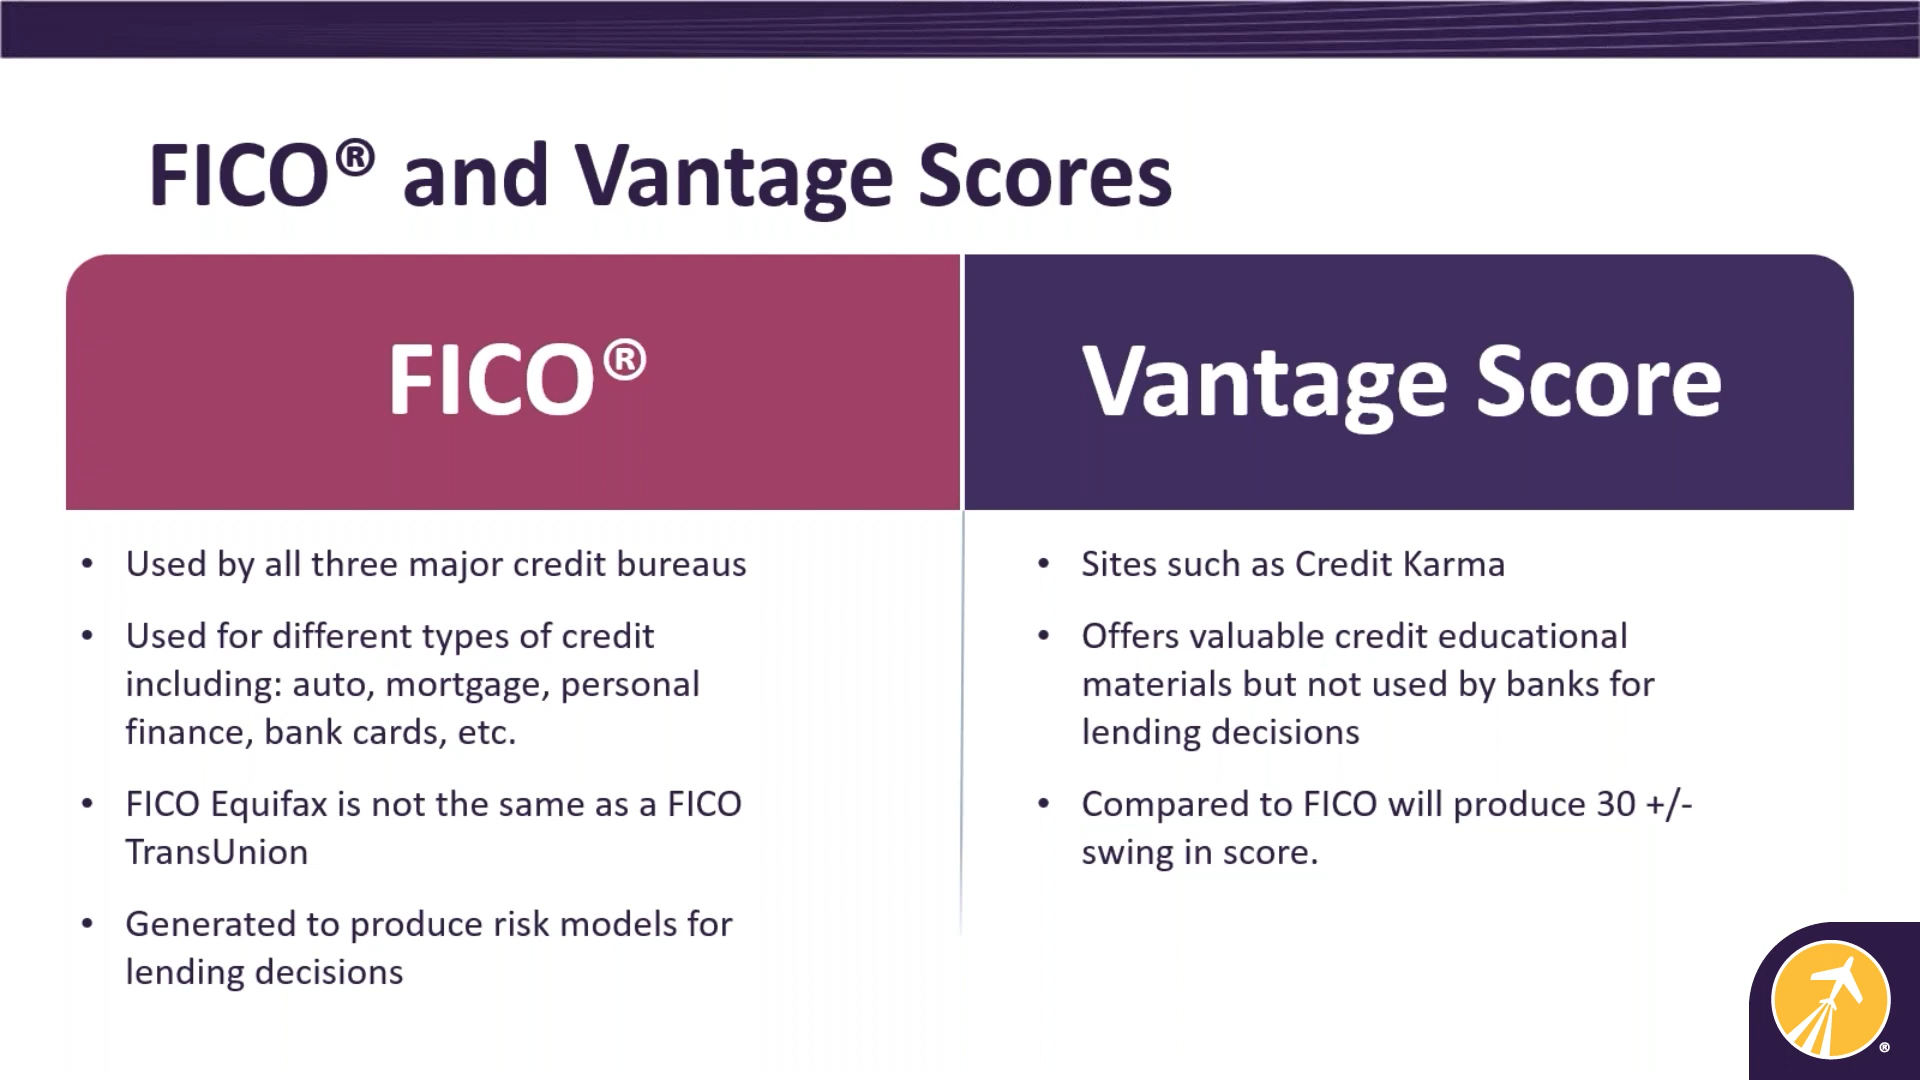 FICO® and Vantage Scores
FICO®
Vantage Score
• Used by all three major credit bureaus
• Used for different types of credit
including: auto, mortgage, personal
finance, bank cards, etc.
• FICO Equifax is not the same as a FICO
TransUnion
• Generated to produce risk models for
lending decisions
• Sites such as Credit Karma
• Offers valuable credit educational
materials but not used by banks for
lending decisions
• Compared to FICO will produce 30 +/-
swing in score.
®